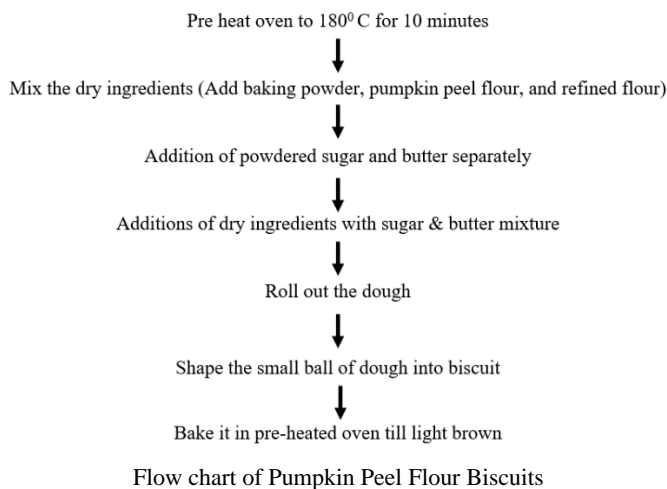 Pre heat oven to 180⁰ C for 10 minutes
Mix the dry ingredients (Add baking powder, pumpkin peel flour, and refined flour)
Addition of powdered sugar and butter separately
Additions of dry ingredients with sugar & butter mixture
Roll out the dough
Shape the small ball of dough into biscuit
Bake it in pre-heated oven till light brown
Flow chart of Pumpkin Peel Flour Biscuits